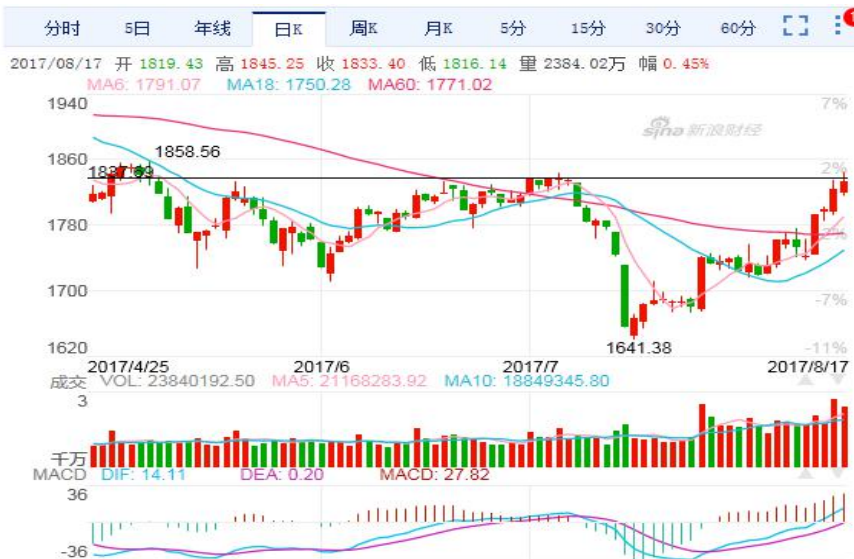 分时 5日 年线 日K 周K 月K 5分 15分 30分 60分
2017/08/17 开 1819.43 高 1845.25 收 1833.40 低 1816.14 量 2384.02万 幅 0.45%
MA6: 1791.07 MA18: 1750.28 MA60: 1771.02
1940 7%
sina 新浪财经
1858.56
1860 2%
1837.69
1780 -2%
1700 -7%
1641.38
1620 -11%
2017/4/25 2017/6 2017/7 2017/8/17
成交 VOL: 23840192.50 MA5: 21168283.92 MA10: 18849345.80
3
千万
MACD DIF: 14.11 DEA: 0.20 MACD: 27.82
36
-36